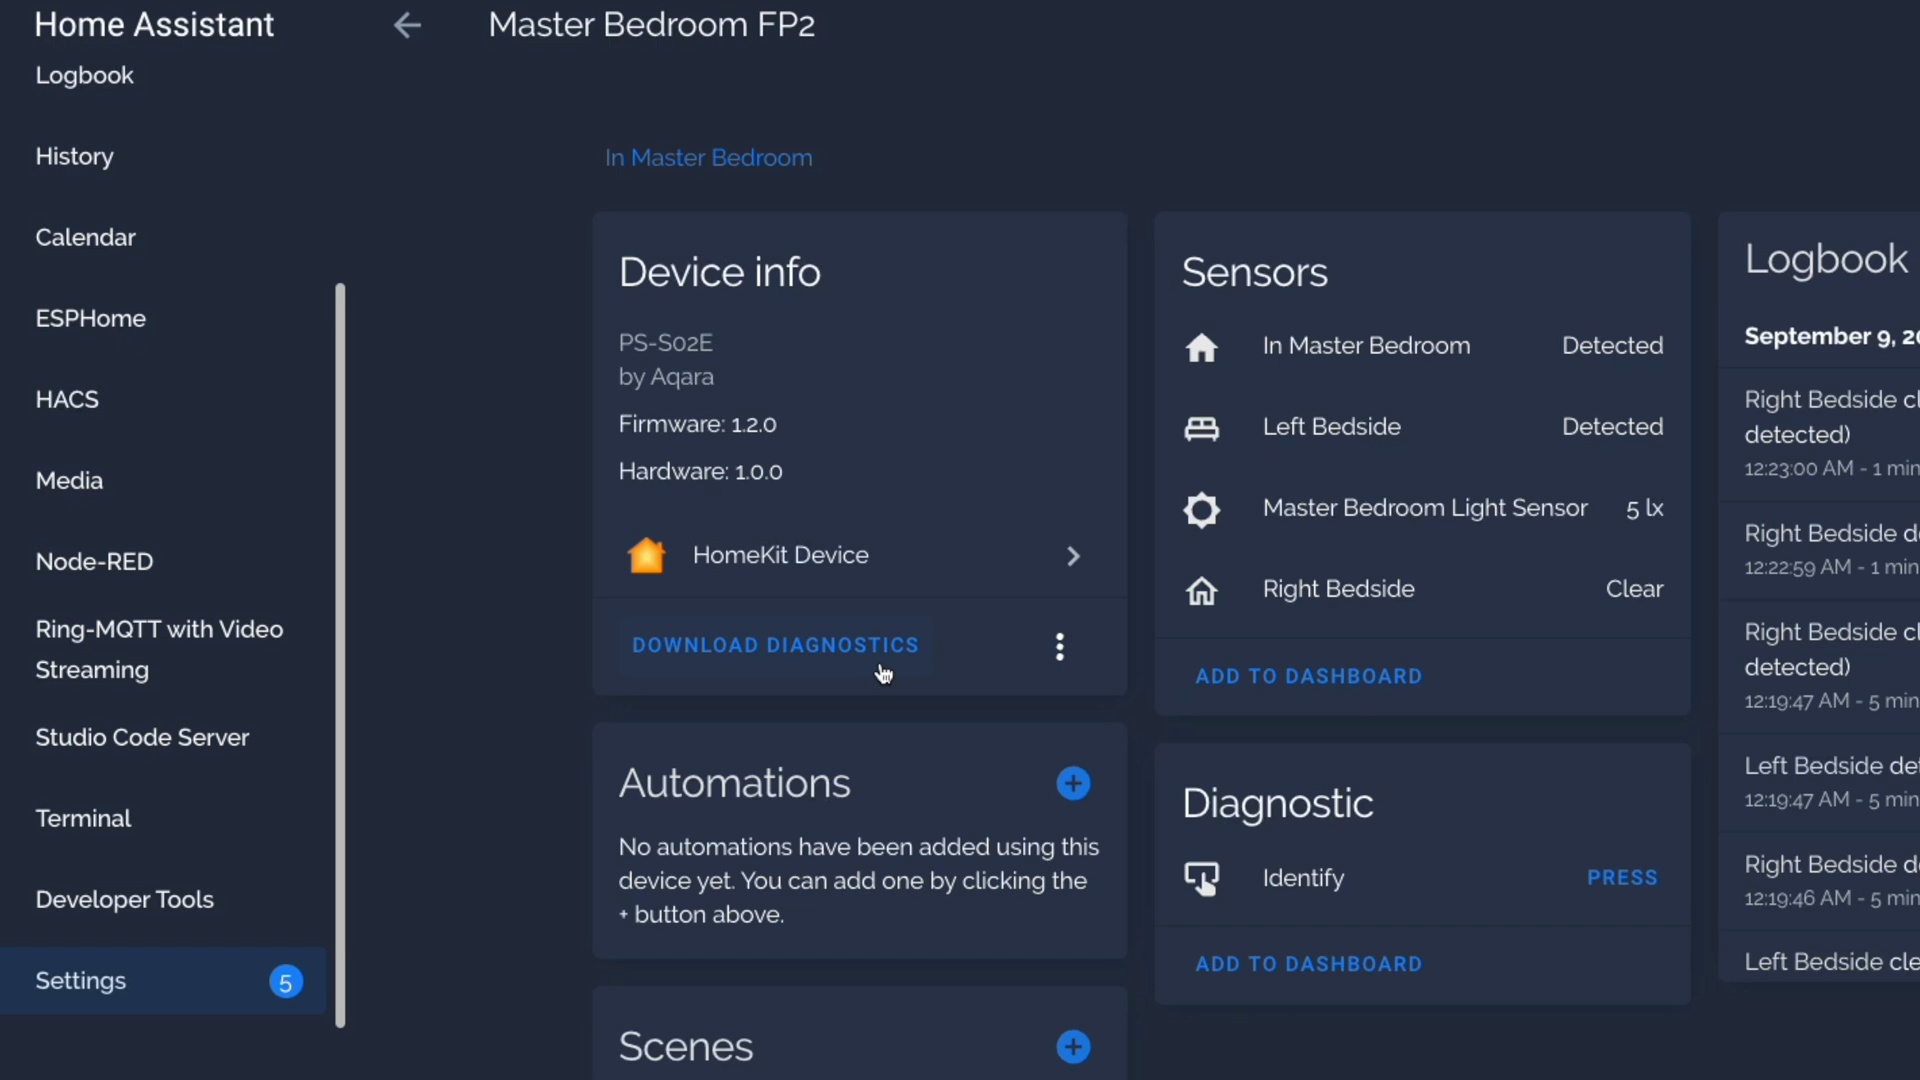 Home Assistant
Master Bedroom FP2
Logbook
History
Calendar
ESPHome
HACS
Media
Node-RED
Ring-MQTT with Video
Streaming
Studio Code Server
Terminal
Developer Tools
Settings
5
In Master Bedroom
Device info
PS-S02E
by Aqara
Firmware: 1.2.0
Hardware: 1.0.0
HomeKit Device
DOWNLOAD DIAGNOSTICS
Automations
No automations have been added using this
device yet. You can add one by clicking the
+ button above.
Scenes
Sensors
In Master Bedroom Detected
Left Bedside Detected
Master Bedroom Light Sensor 5 lx
Right Bedside Clear
ADD TO DASHBOARD
Diagnostic
Identify PRESS
ADD TO DASHBOARD
Logbook
September 9,
Right Bedside
detected)
12:23:00 AM - 1
Right Bedside
12:22:59 AM - 1
Right Bedside
detected)
12:19:47 AM - 5
Left Bedside
12:19:47 AM - 5
Right Bedside
12:19:46 AM - 5
Left Bedside